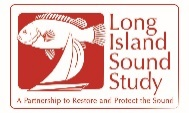 Long
Island
Sound
Study
A Partnership to Restore and Protect the Sound